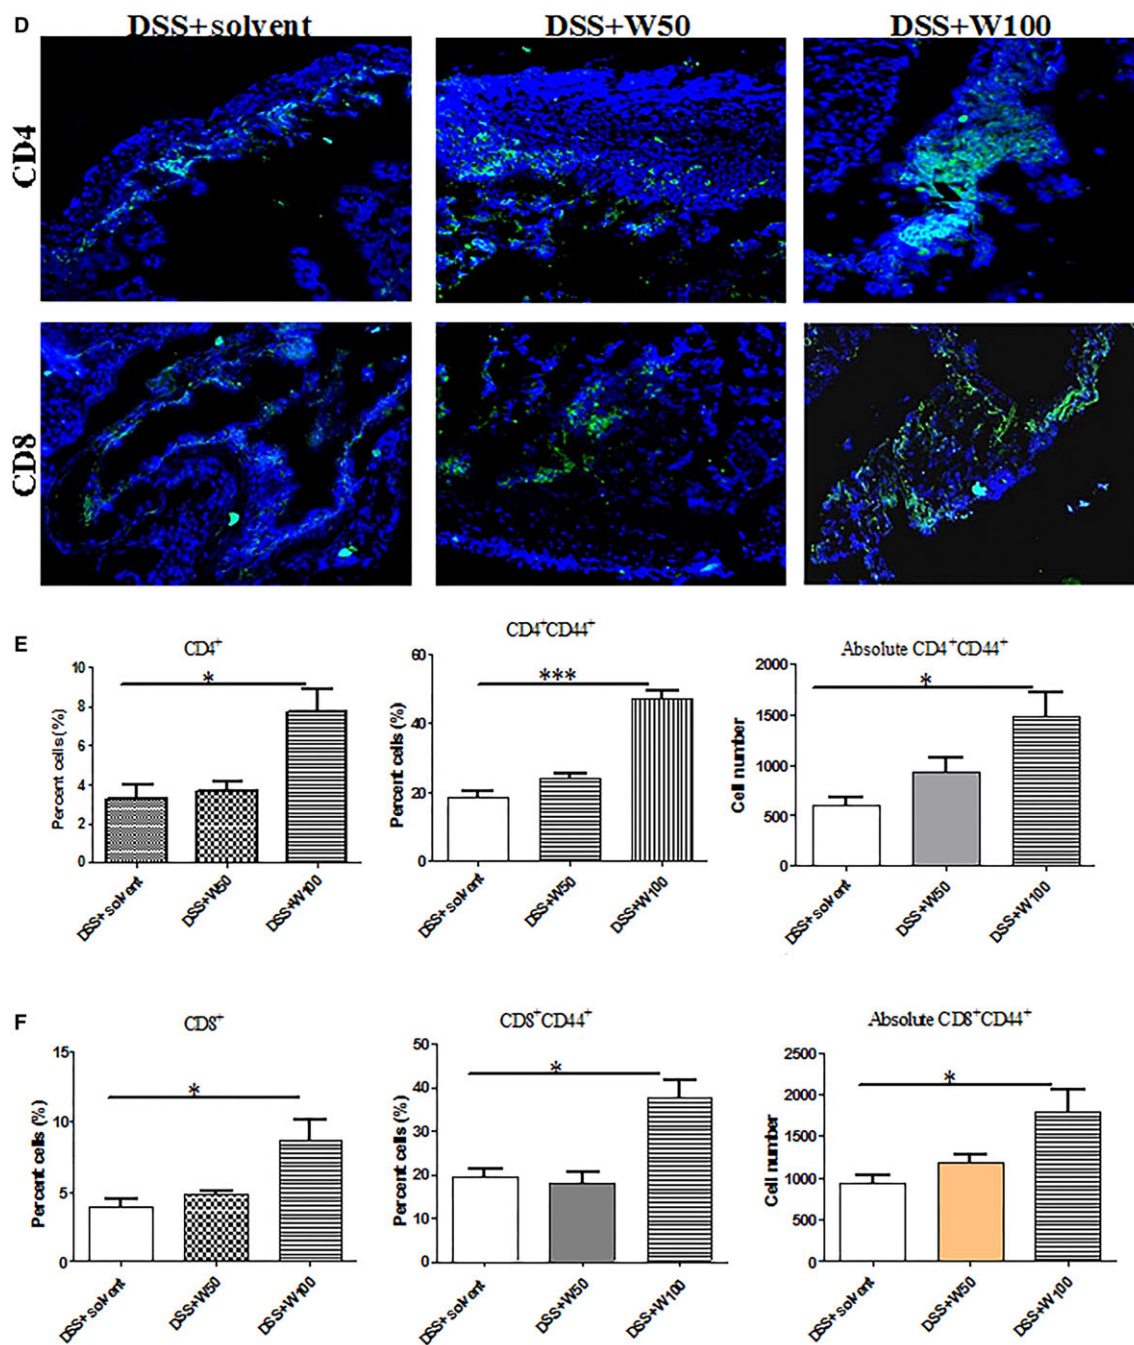 D
DSS+solvent DSS+W50 DSS+W100
CD4
CD8
E
CD4⁺
10
8
6
4
2
0
Percent cells (%)
*
DSS+solvent
DSS+W50
DSS+W100
CD4⁺CD44⁺
60
40
20
0
Percent cells (%)
***
DSS+solvent
DSS+W50
DSS+W100
Absolute CD4⁺CD44⁺
2000
1500
1000
500
0
Cell number
*
DSS+solvent
DSS+W50
DSS+W100
F
CD8⁺
15
10
5
0
Percent cells (%)
*
DSS+solvent
DSS+W50
DSS+W100
CD8⁺CD44⁺
50
40
30
20
10
0
Percent cells (%)
*
DSS+solvent
DSS+W50
DSS+W100
Absolute CD8⁺CD44⁺
2500
2000
1500
1000
500
0
Cell number
*
DSS+solvent
DSS+W50
DSS+W100